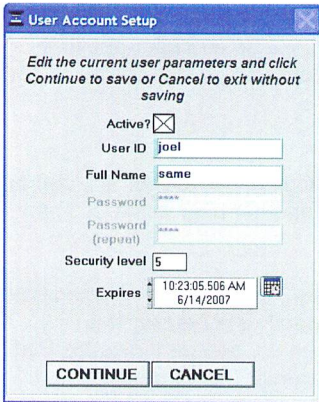 User Account Setup
Edit the current user parameters and click
Continue to save or Cancel to exit without
saving
Active?
User ID joel
Full Name same
Password ****
Password
(repeat) ****
Security level 5
Expires 10:23:05.506 AM
6/14/2007
CONTINUE CANCEL